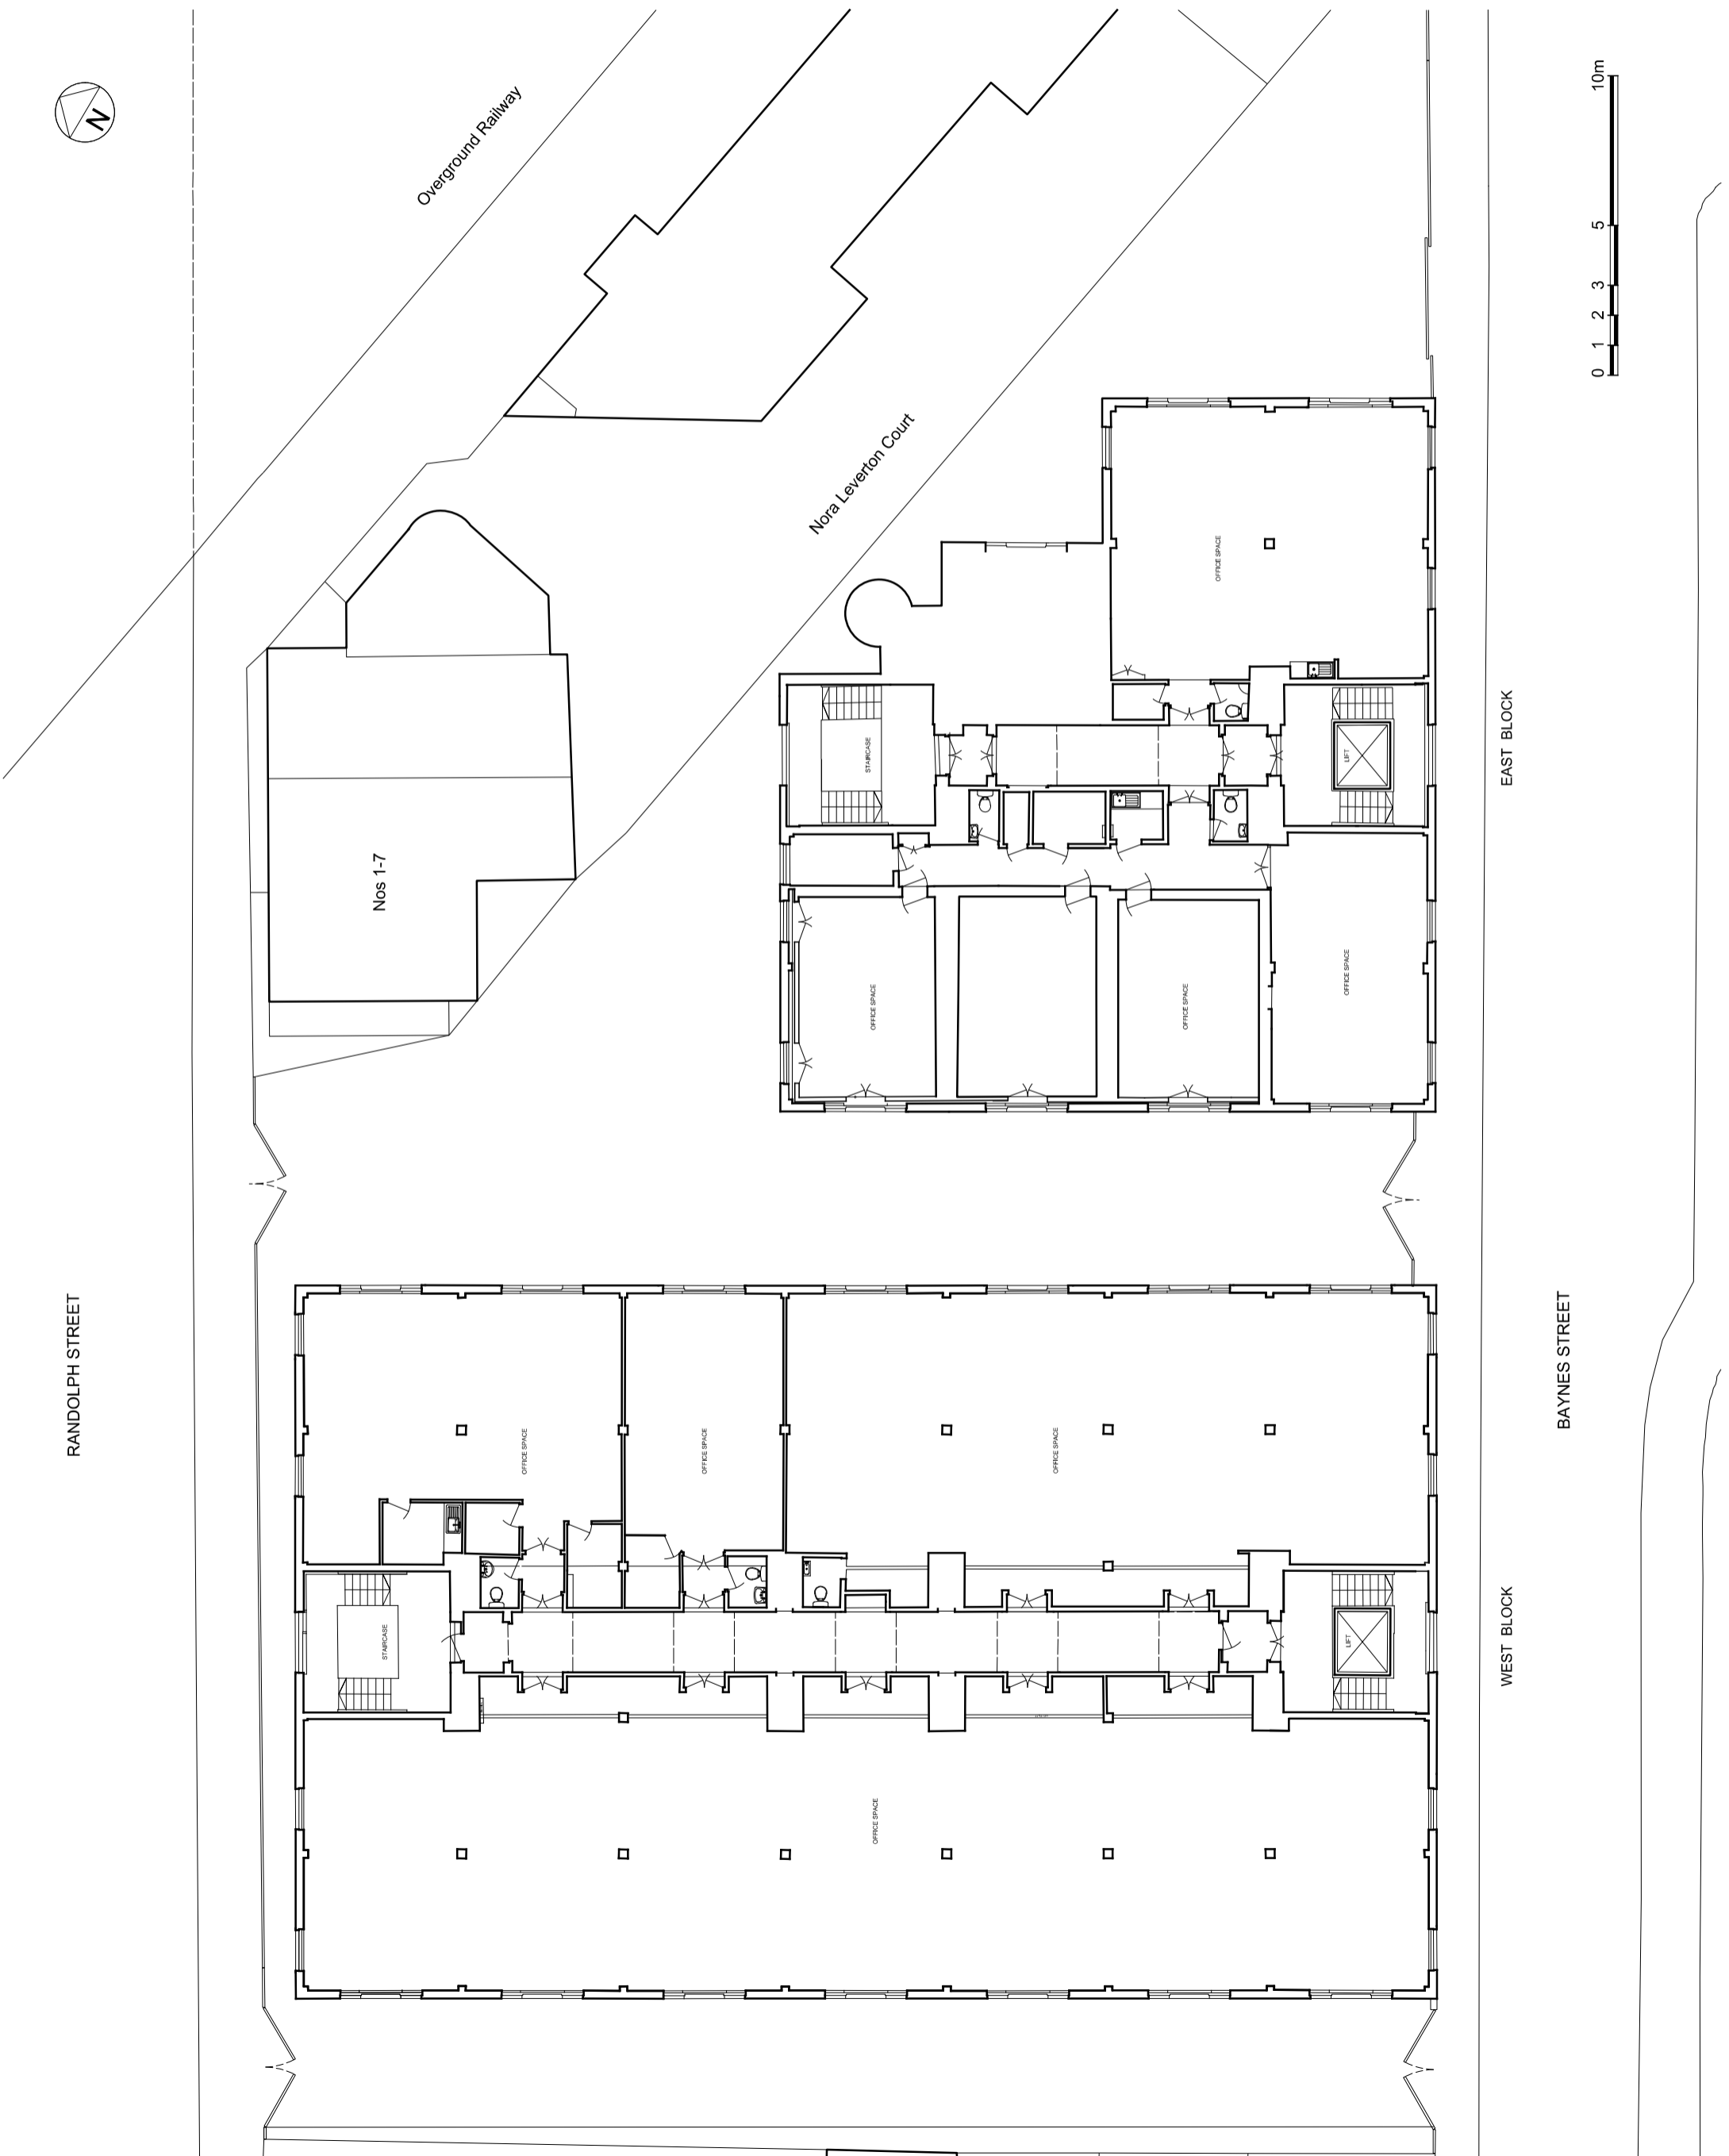 N
Overground Railway
10m
5
3
2
1
0
Nora Leverton Court
OFFICE SPACE
EAST BLOCK
STAIRCASE
LIFT
Nos 1-7
OFFICE SPACE
OFFICE SPACE
OFFICE SPACE
RANDOLPH STREET
BAYNES STREET
OFFICE SPACE
OFFICE SPACE
OFFICE SPACE
STAIRCASE
LIFT
WEST BLOCK
OFFICE SPACE